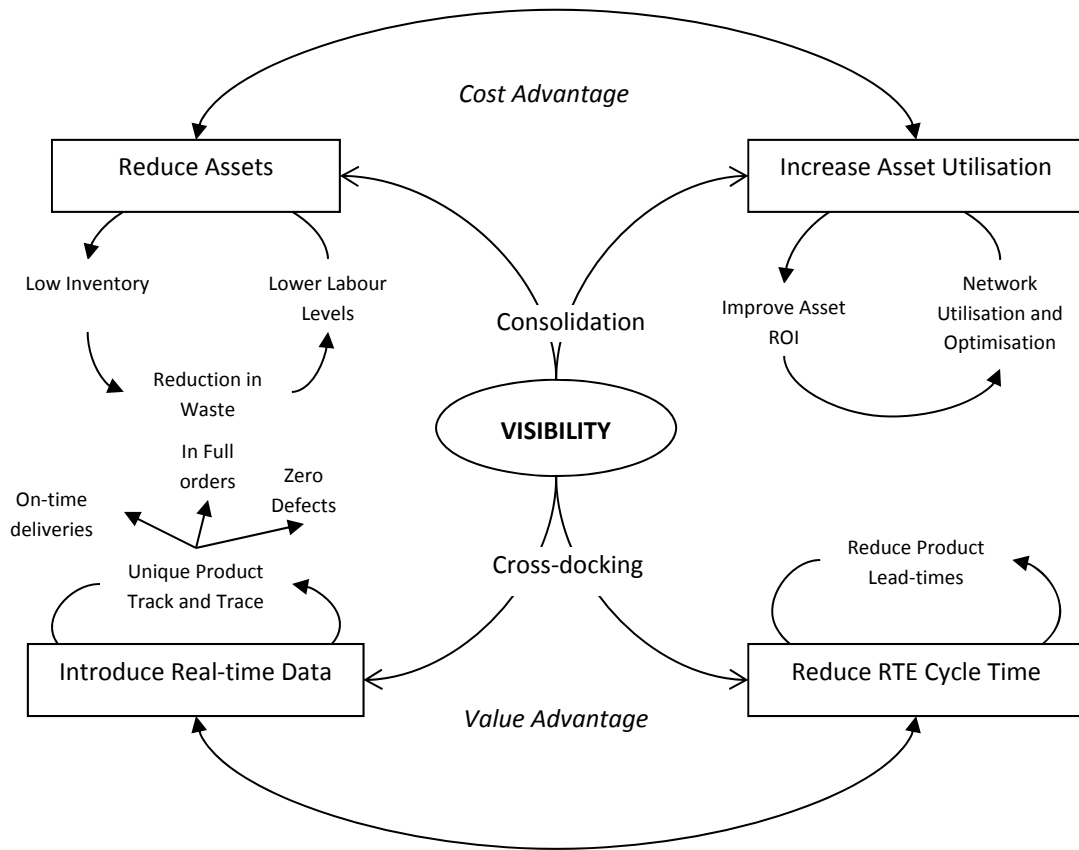 Cost Advantage
Reduce Assets
Increase Asset Utilisation
Low Inventory
Lower Labour
Levels
Reduction in
Waste
Consolidation
Improve Asset
ROI
Network
Utilisation and
Optimisation
VISIBILITY
In Full
orders
On-time
deliveries
Zero
Defects
Unique Product
Track and Trace
Introduce Real-time Data
Cross-docking
Reduce Product
Lead-times
Reduce RTE Cycle Time
Value Advantage